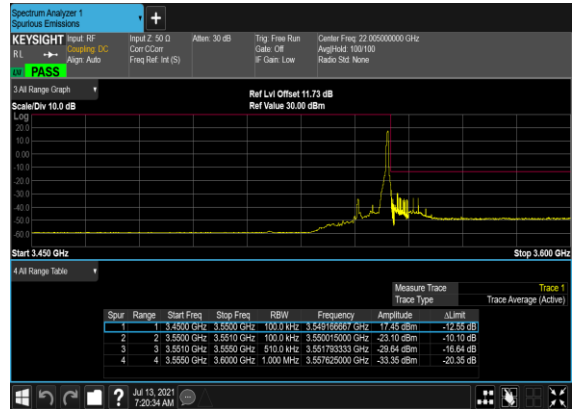 Spectrum Analyzer 1
Spurious Emissions
KEYSIGHT Input: RF Input Z: 50 Ω Atten: 30 dB Trig: Free Run Center Freq: 22.005000000 GHz
RL Coupling: DC Corr CCorr Gate: Off Avg|Hold: 100/100
Align: Auto Freq Ref: Int (S) IF Gain: Low Radio Std: None
PASS
3 All Range Graph
Ref Lvl Offset 11.73 dB
Scale/Div 10.0 dB Ref Value 30.00 dBm
Log
20.0
10.0
0.00
-10.0
-20.0
-30.0
-40.0
-50.0
-60.0
Start 3.450 GHz Stop 3.600 GHz
4 All Range Table
Measure Trace Trace 1
Trace Type Trace Average (Active)
Spur Range Start Freq Stop Freq RBW Frequency Amplitude ΔLimit
1 1 3.4500 GHz 3.5500 GHz 100.0 kHz 3.549166667 GHz 17.45 dBm -12.55 dB
2 2 3.5500 GHz 3.5510 GHz 100.0 kHz 3.550015000 GHz -23.10 dBm -10.10 dB
3 3 3.5510 GHz 3.5550 GHz 510.0 kHz 3.551793333 GHz -29.64 dBm -16.64 dB
4 4 3.5550 GHz 3.6000 GHz 1.000 MHz 3.557625000 GHz -33.35 dBm -20.35 dB
? Jul 13, 2021
7:20:34 AM